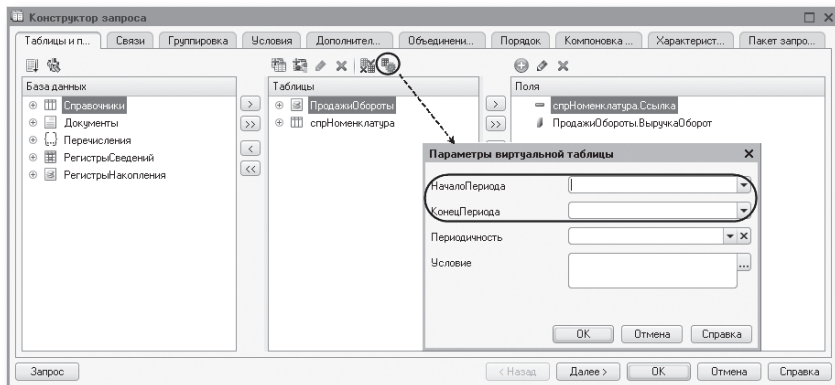 Конструктор запроса
Таблицы и п...
Связи
Группировка
Условия
Дополнител...
Объединени...
Порядок
Компоновка ...
Характерист...
Пакет запро...
База данных
Справочники
Документы
Перечисления
РегистрыСведений
РегистрыНакопления
>
>>
<
<<
Таблицы
ПродажиОбороты
спрНоменклатура
>
>>
Поля
спрНоменклатура.Ссылка
ПродажиОбороты.ВыручкаОборот
Параметры виртуальной таблицы
НачалоПериода
КонецПериода
Периодичность
Условие
...
ОК
Отмена
Справка
Запрос
< Назад
Далее >
ОК
Отмена
Справка